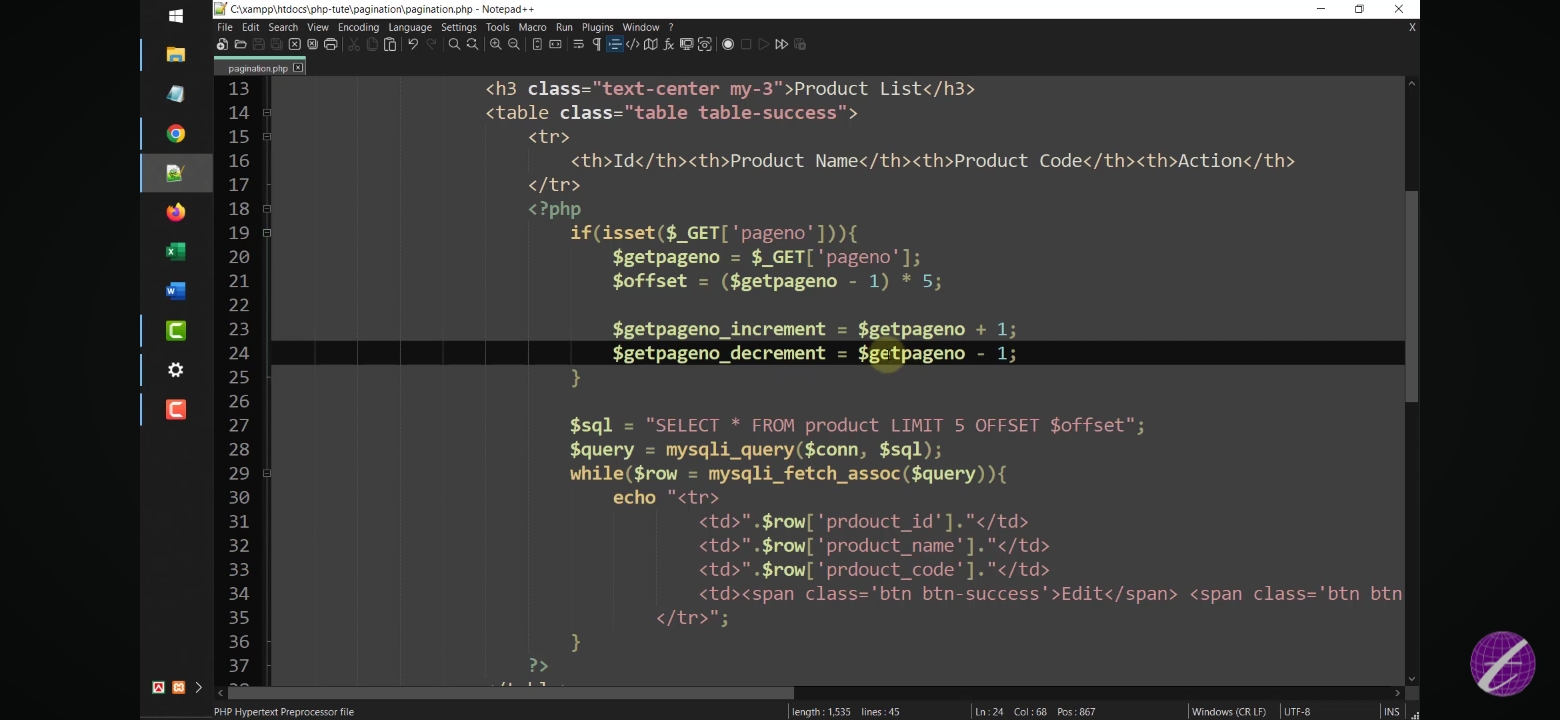 C:\xampp\htdocs\php-tute\pagination\pagination.php - Notepad++
File Edit Search View Encoding Language Settings Tools Macro Run Plugins Window ? X
pagination.php
13 <h3 class="text-center my-3">Product List</h3>
14 <table class="table table-success">
15 <tr>
16 <th>Id</th><th>Product Name</th><th>Product Code</th><th>Action</th>
17 </tr>
18 <?php
19 if(isset($_GET['pageno'])){
20 $getpageno = $_GET['pageno'];
21 $offset = ($getpageno - 1) * 5;
22
23 $getpageno_increment = $getpageno + 1;
24 $getpageno_decrement = $getpageno - 1;
25 }
26
27 $sql = "SELECT * FROM product LIMIT 5 OFFSET $offset";
28 $query = mysqli_query($conn, $sql);
29 while($row = mysqli_fetch_assoc($query)){
30 echo "<tr>
31 <td>".$row['prdouct_id']."</td>
32 <td>".$row['product_name']."</td>
33 <td>".$row['prdouct_code']."</td>
34 <td><span class='btn btn-success'>Edit</span> <span class='btn btn
35 </tr>";
36 }
37 ?>
PHP Hypertext Preprocessor file length : 1,535 lines : 45 Ln : 24 Col : 68 Pos : 867 Windows (CR LF) UTF-8 INS